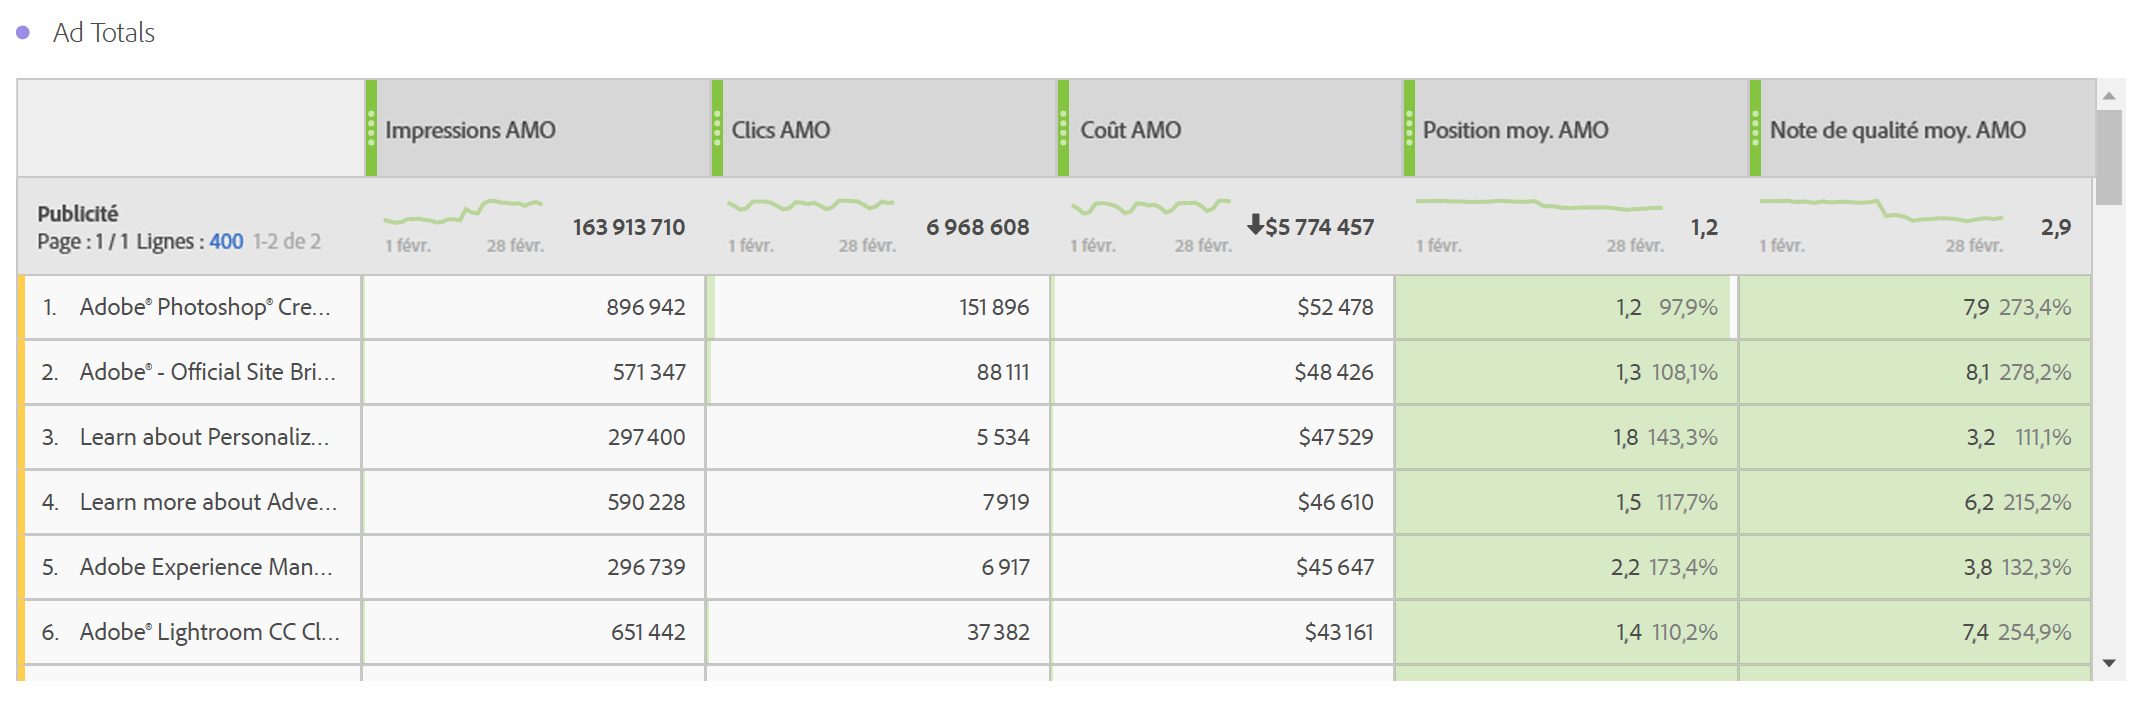 Ad Totals
Impressions AMO Clics AMO Coût AMO Position moy. AMO Note de qualité moy. AMO
Publicité
Page : 1 / 1 Lignes : 400 1-2 de 2
163 913 710 6 968 608 $5 774 457 1,2 2,9
1 févr. 28 févr. 1 févr. 28 févr. 1 févr. 28 févr. 1 févr. 28 févr. 1 févr. 28 févr.
1. Adobe® Photoshop® Cre... 896 942 151 896 $52 478 1,2 97,9% 7,9 273,4%
2. Adobe® - Official Site Bri... 571 347 88 111 $48 426 1,3 108,1% 8,1 278,2%
3. Learn about Personaliz... 297 400 5 534 $47 529 1,8 143,3% 3,2 111,1%
4. Learn more about Adve... 590 228 7 919 $46 610 1,5 117,7% 6,2 215,2%
5. Adobe Experience Man... 296 739 6 917 $45 647 2,2 173,4% 3,8 132,3%
6. Adobe® Lightroom CC Cl... 651 442 37 382 $43 161 1,4 110,2% 7,4 254,9%